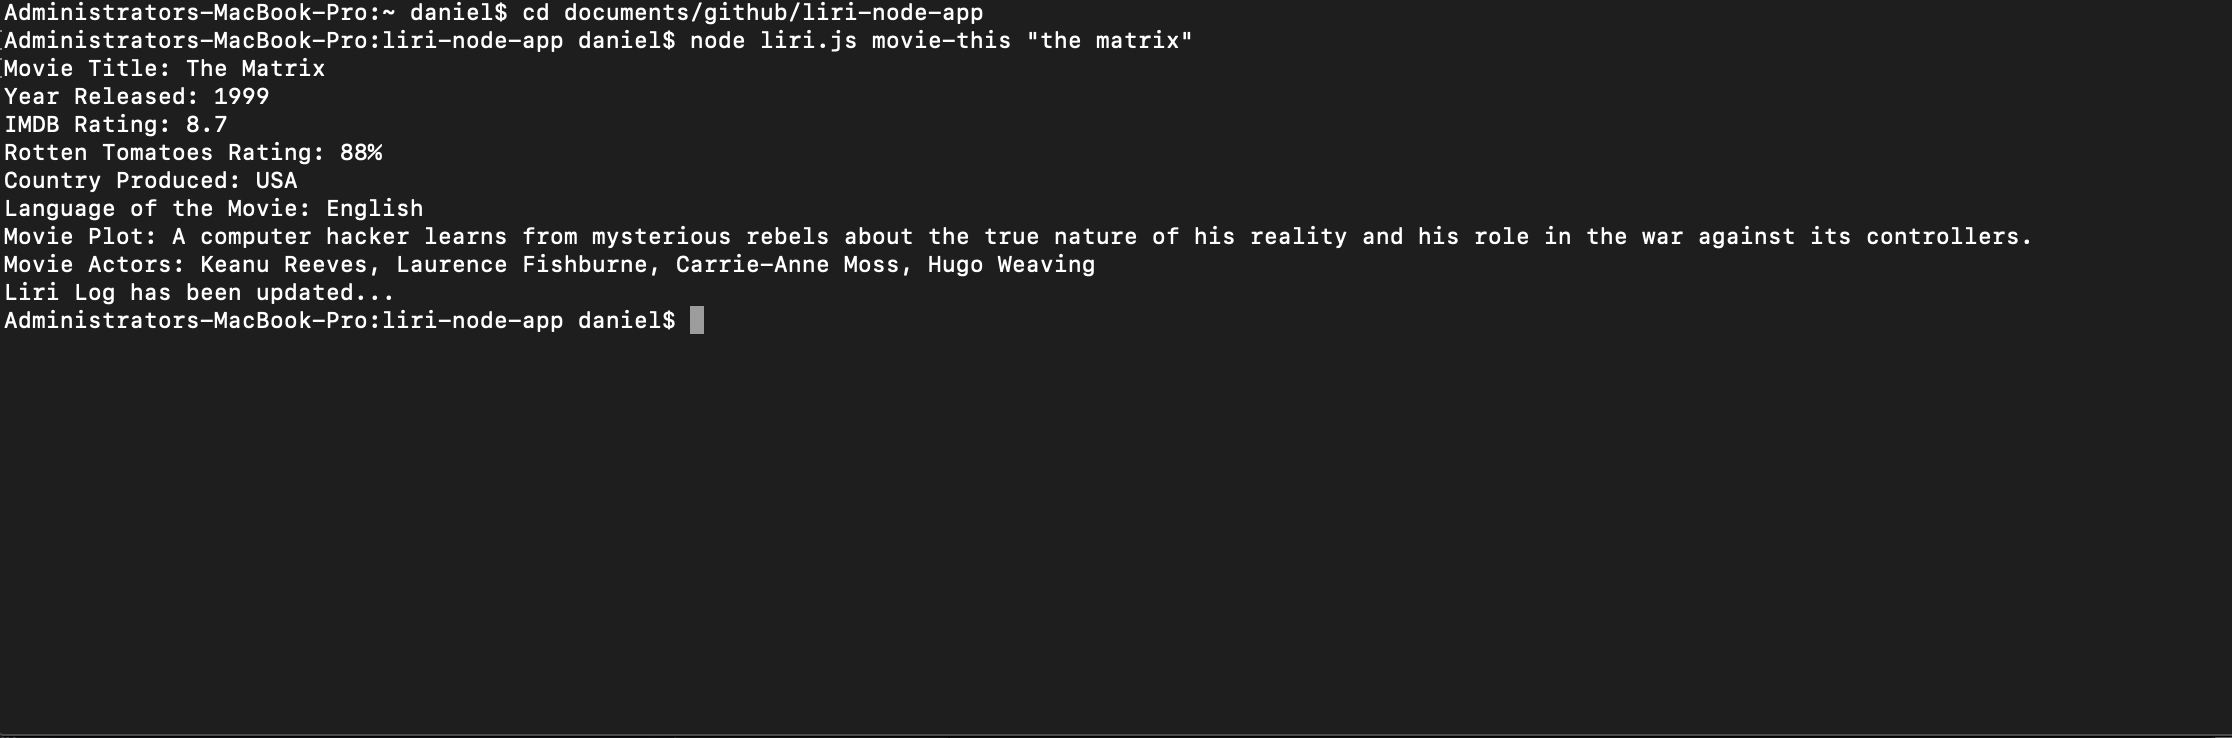 Administrators-MacBook-Pro:~ daniel$ cd documents/github/liri-node-app
Administrators-MacBook-Pro:liri-node-app daniel$ node liri.js movie-this "the matrix"
Movie Title: The Matrix
Year Released: 1999
IMDB Rating: 8.7
Rotten Tomatoes Rating: 88%
Country Produced: USA
Language of the Movie: English
Movie Plot: A computer hacker learns from mysterious rebels about the true nature of his reality and his role in the war against its controllers.
Movie Actors: Keanu Reeves, Laurence Fishburne, Carrie-Anne Moss, Hugo Weaving
Liri Log has been updated...
Administrators-MacBook-Pro:liri-node-app daniel$